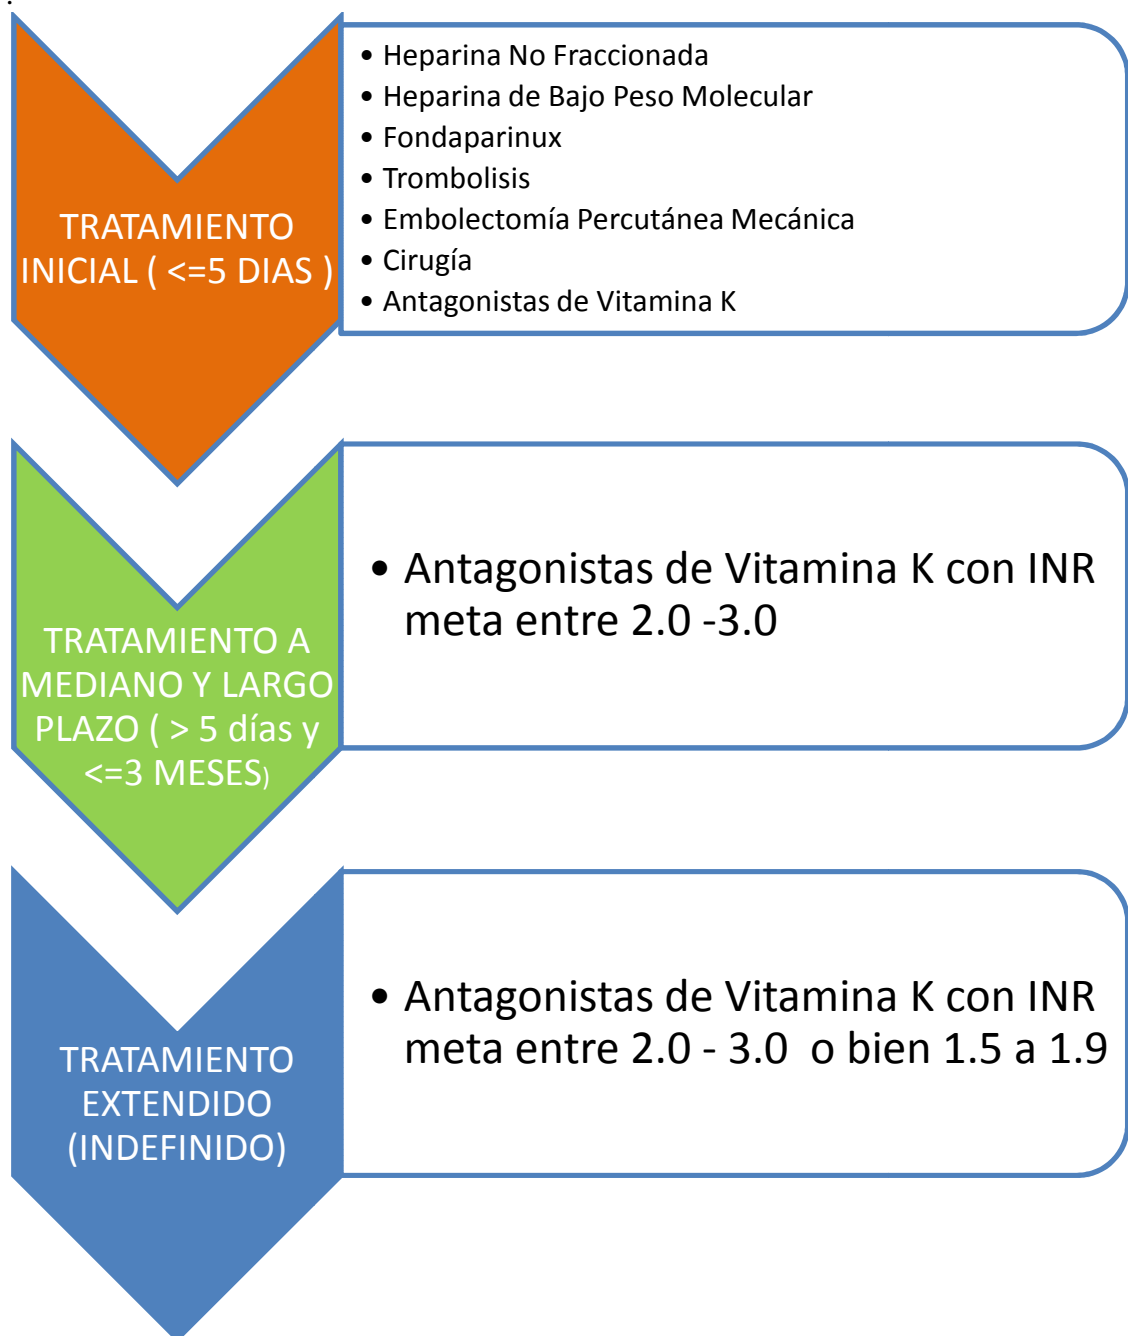 .
TRATAMIENTO
INICIAL ( <=5 DIAS )
• Heparina No Fraccionada
• Heparina de Bajo Peso Molecular
• Fondaparinux
• Trombolisis
• Embolectomía Percutánea Mecánica
• Cirugía
• Antagonistas de Vitamina K
TRATAMIENTO A
MEDIANO Y LARGO
PLAZO ( > 5 días y
<=3 MESES)
• Antagonistas de Vitamina K con INR
meta entre 2.0 -3.0
TRATAMIENTO
EXTENDIDO
(INDEFINIDO)
• Antagonistas de Vitamina K con INR
meta entre 2.0 - 3.0  o bien 1.5 a 1.9